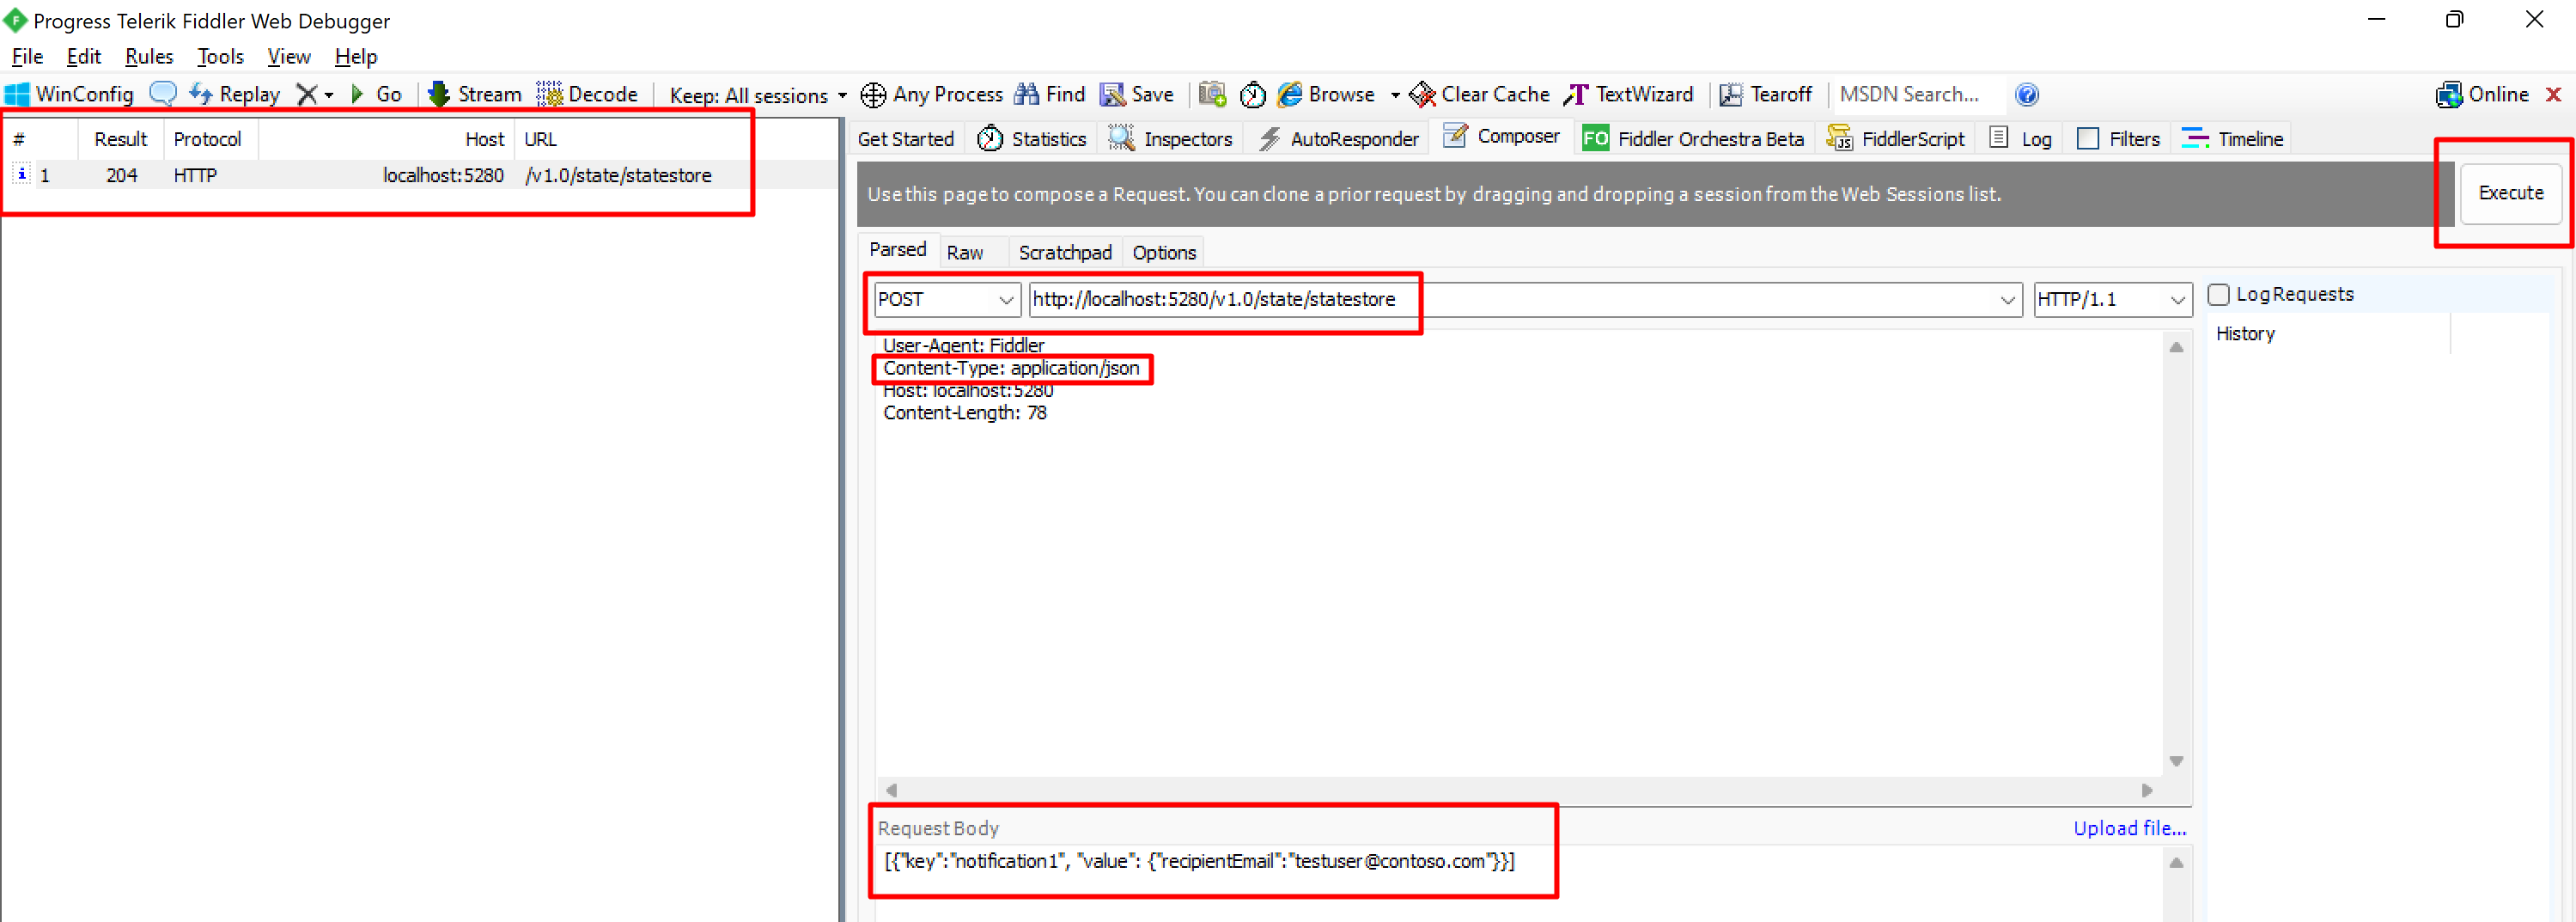 Progress Telerik Fiddler Web Debugger
File Edit Rules Tools View Help
WinConfig Replay Go Stream Decode Keep: All sessions Any Process Find Save Browse Clear Cache TextWizard Tearoff MSDN Search... Online
# Result Protocol Host URL
1 204 HTTP localhost:5280 /v1.0/state/statestore
Get Started Statistics Inspectors AutoResponder Composer FO Fiddler Orchestra Beta FiddlerScript Log Filters Timeline
Use this page to compose a Request. You can clone a prior request by dragging and dropping a session from the Web Sessions list.
Execute
Parsed Raw Scratchpad Options
POST http://localhost:5280/v1.0/state/statestore HTTP/1.1
Log Requests
History
User-Agent: Fiddler
Content-Type: application/json
Host: localhost:5280
Content-Length: 78
Request Body Upload file...
[{"key":"notification1", "value": {"recipientEmail":"testuser@contoso.com"}}]